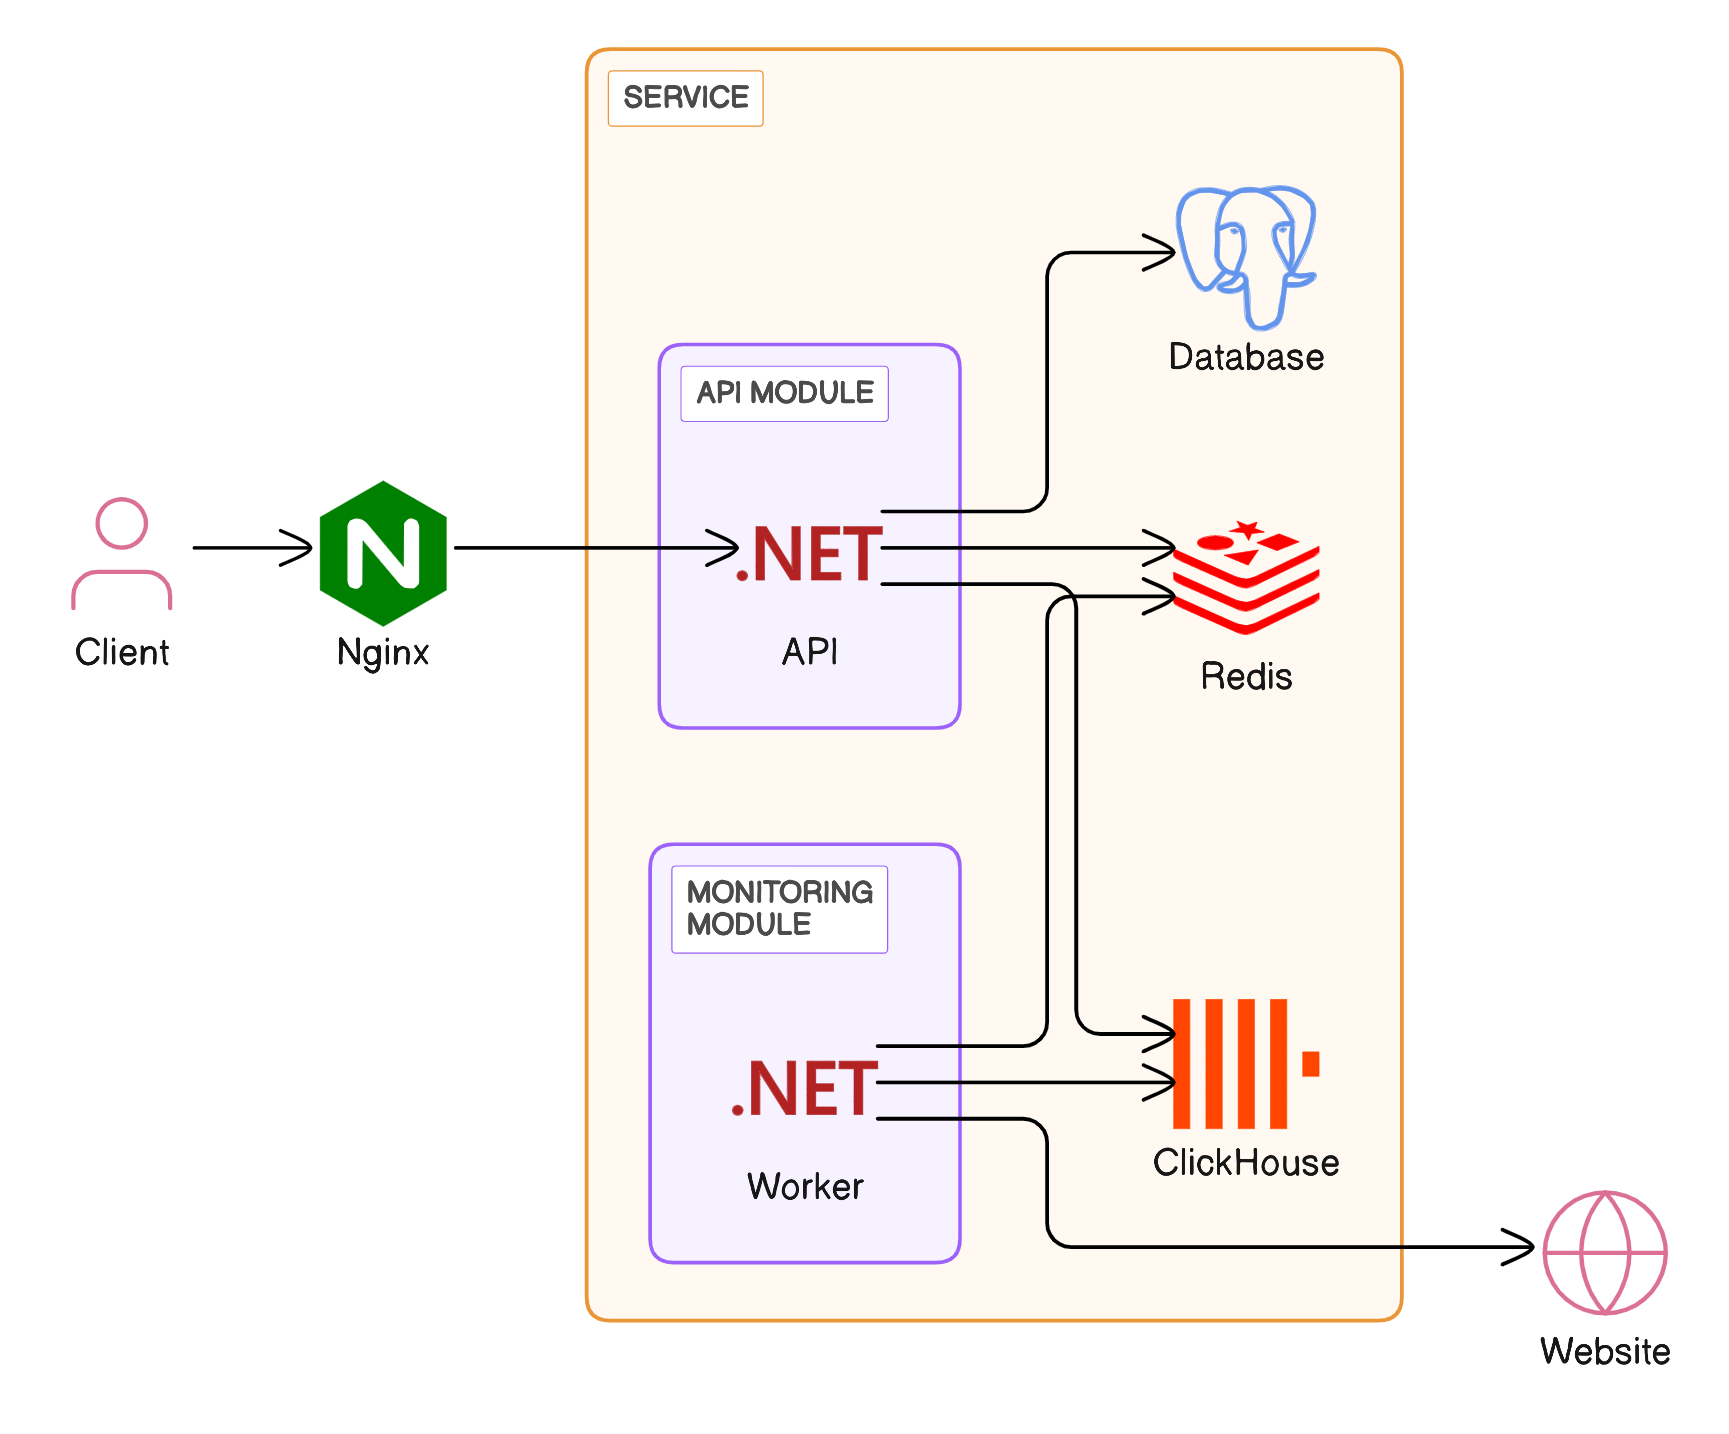 SERVICE
Database
API MODULE
N
.NET
Client
Nginx
API
Redis
MONITORING
MODULE
.NET
Worker
ClickHouse
Website